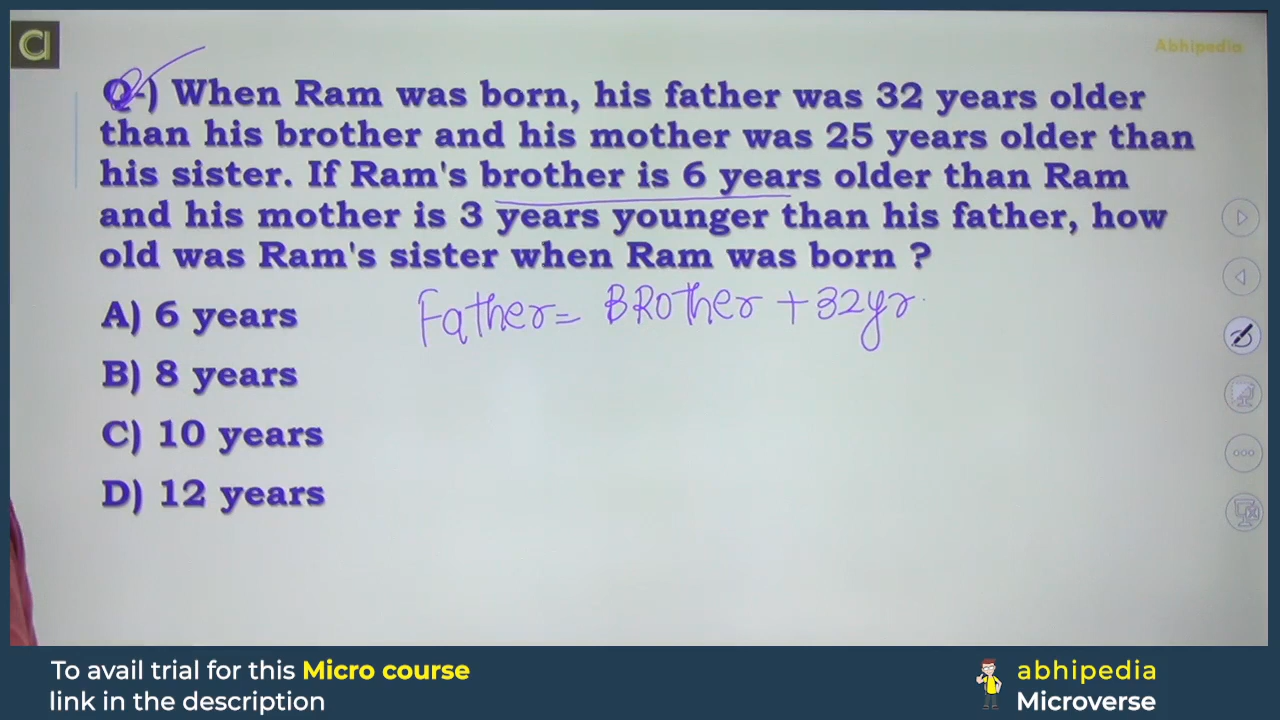 Abhipedia
Q-) When Ram was born, his father was 32 years older
than his brother and his mother was 25 years older than
his sister. If Ram's brother is 6 years older than Ram
and his mother is 3 years younger than his father, how
old was Ram's sister when Ram was born ?
Father = BROther + 32yr.
A) 6 years
B) 8 years
C) 10 years
D) 12 years
To avail trial for this Micro course
link in the description
abhipedia
Microverse